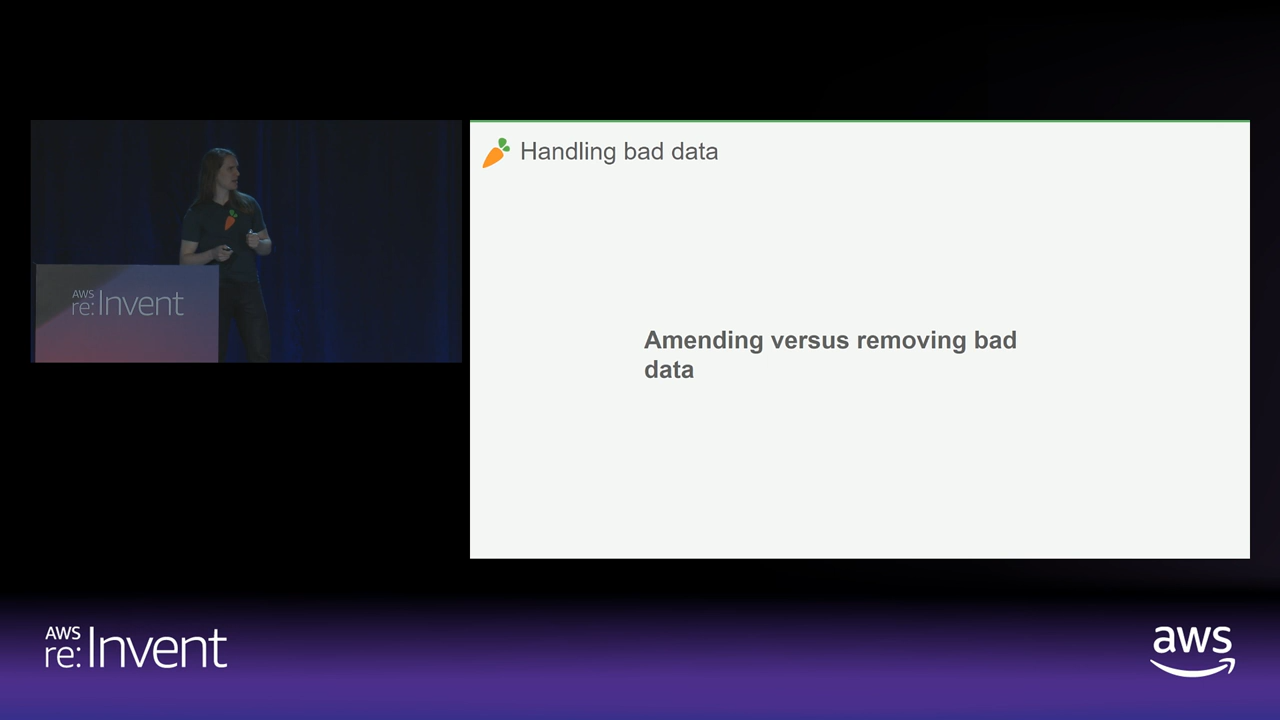 Handling bad data
Amending versus removing bad
data
AWS
re:Invent
AWS
re:Invent
aws